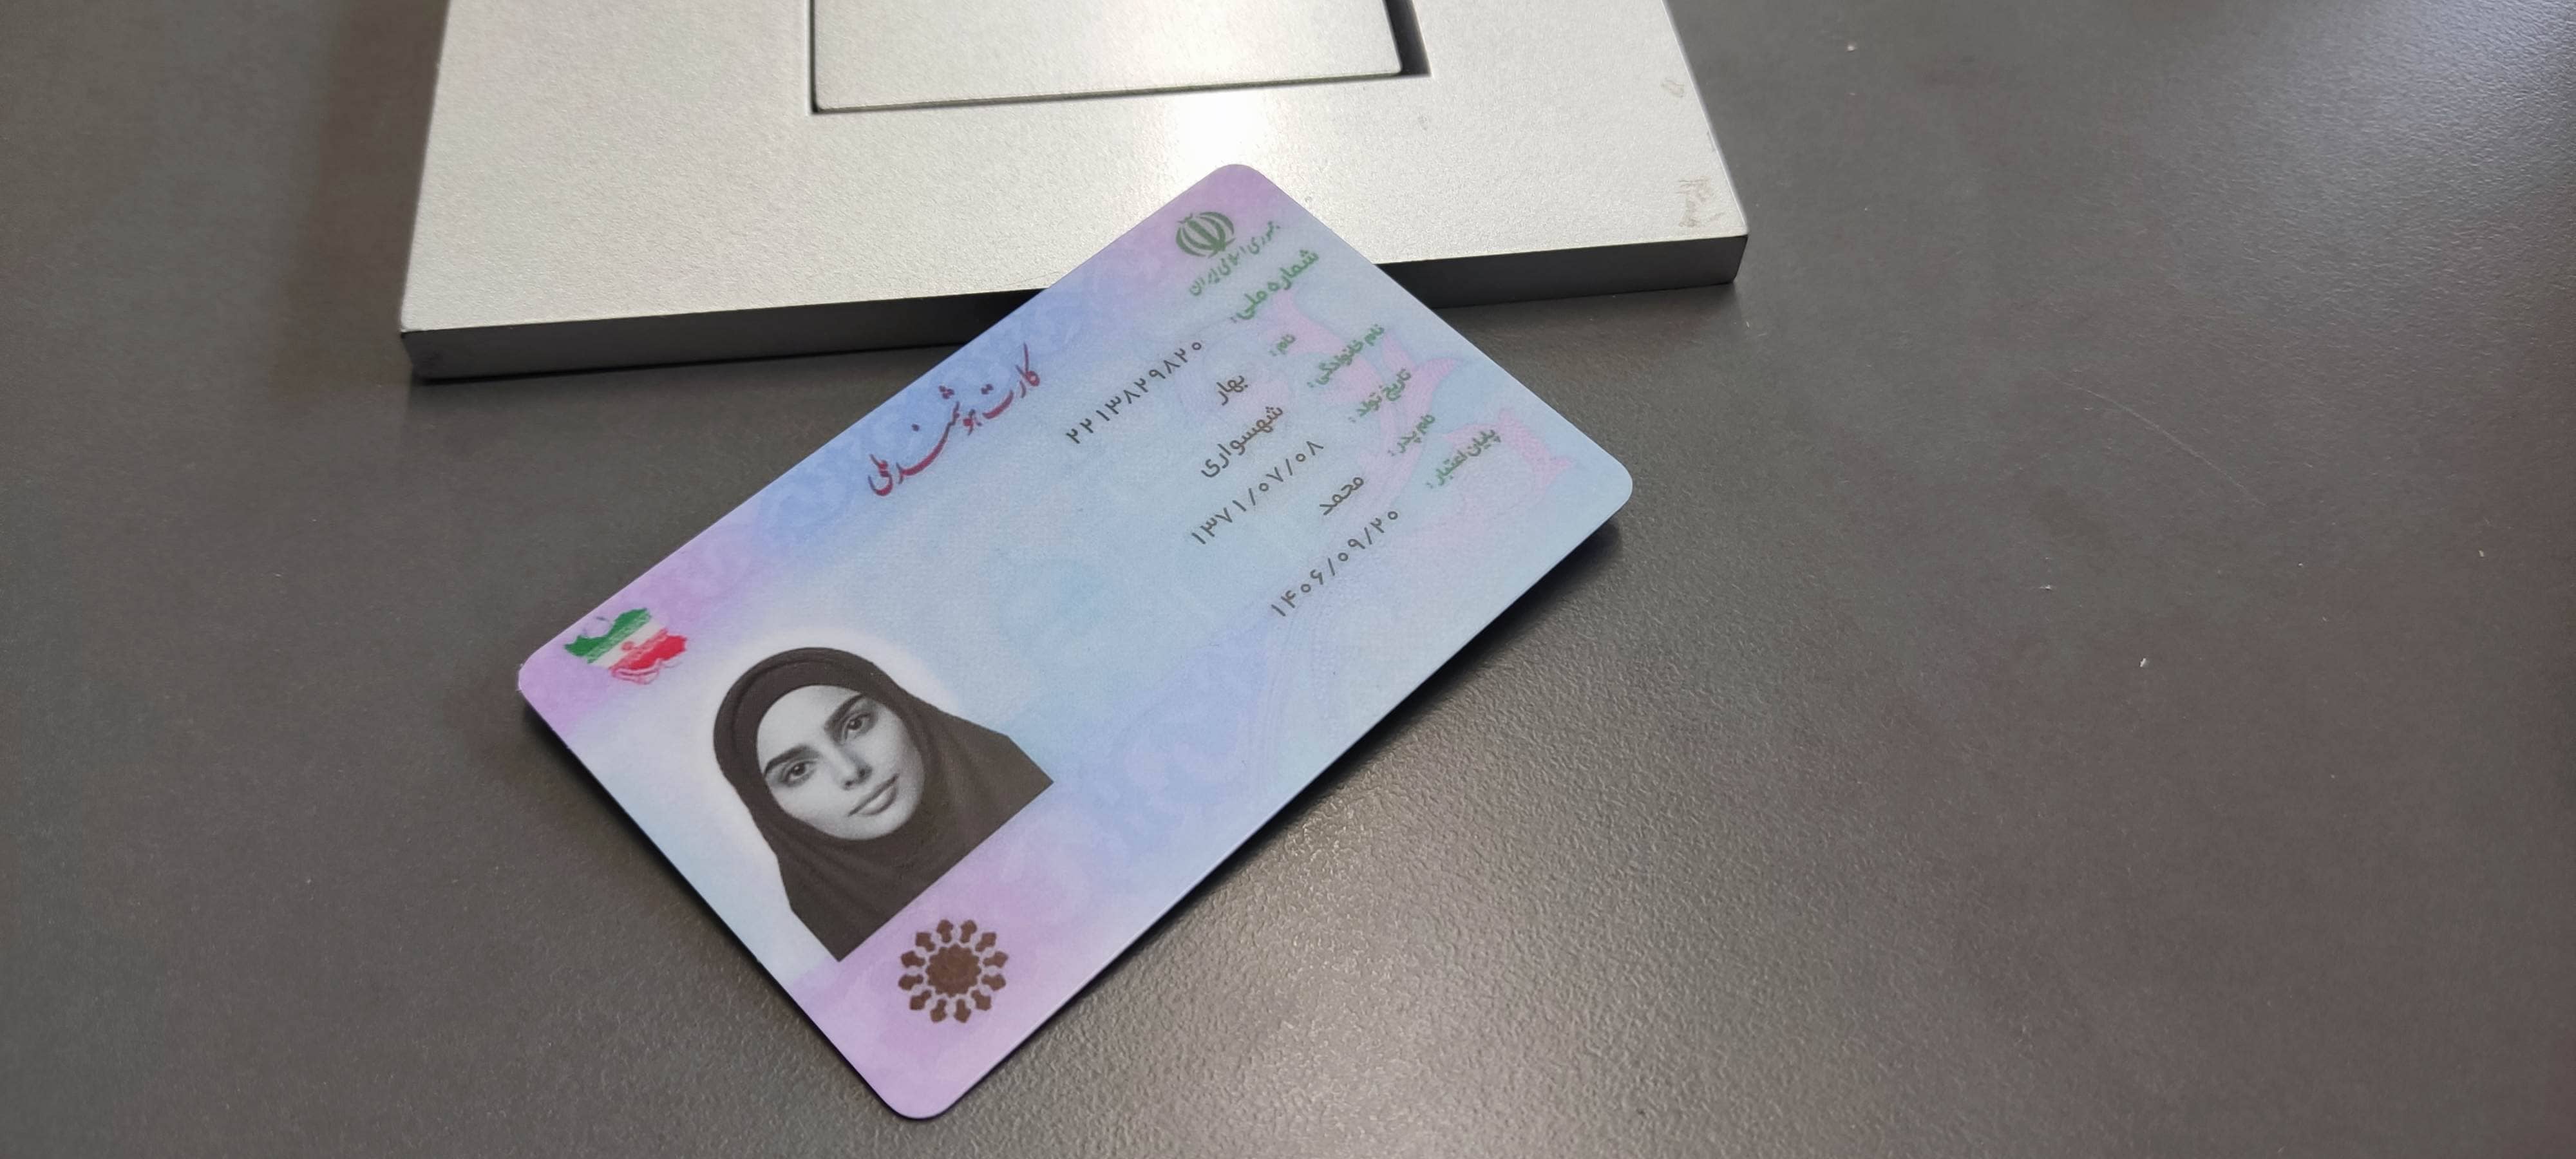 جمهوری اسلامی ایران
کارت هوشمند ملی
شماره ملی: ۲۲۱۳۸۲۹۸۲۰
نام: بهار
نام خانوادگی: شهسواری
تاریخ تولد: ۱۳۷۱/۰۷/۰۸
نام پدر: محمد
پایان اعتبار: ۱۴۰۶/۰۹/۲۰